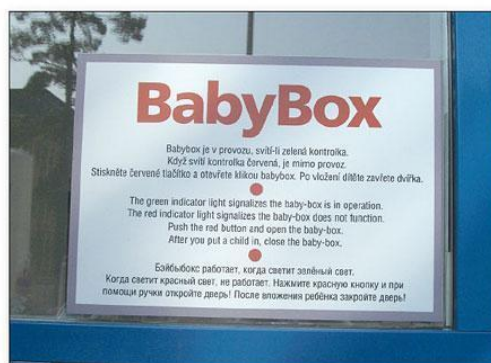 BabyBox
Babybox je v provozu, svítí-li zelená kontrolka.
Když svítí kontrolka červená, je mimo provoz.
Stiskněte červené tlačítko a otevřete klikou babybox. Po vložení dítěte zavřete dvířka.
The green indicator light signalizes the baby-box is in operation.
The red indicator light signalizes the baby-box does not function.
Push the red button and open the baby-box.
After you put a child in, close the baby-box.
Бэйбыбокс работает, когда светит зелёный свет.
Когда светит красный свет, не работает. Нажмите красную кнопку и при
помощи ручки откройте дверь! После вложения ребёнка закройте дверь!